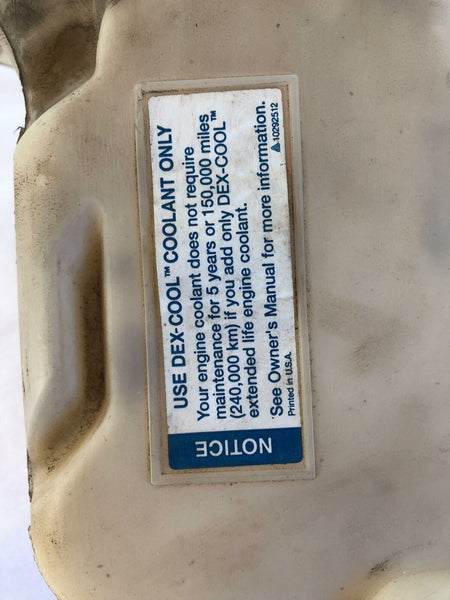 NOTICE
USE DEX-COOL™ COOLANT ONLY
Your engine coolant does not require
maintenance for 5 years or 150,000 miles
(240,000 km) if you add only DEX-COOL™
extended life engine coolant.
See Owner's Manual for more information.
Printed in U.S.A. 10292512